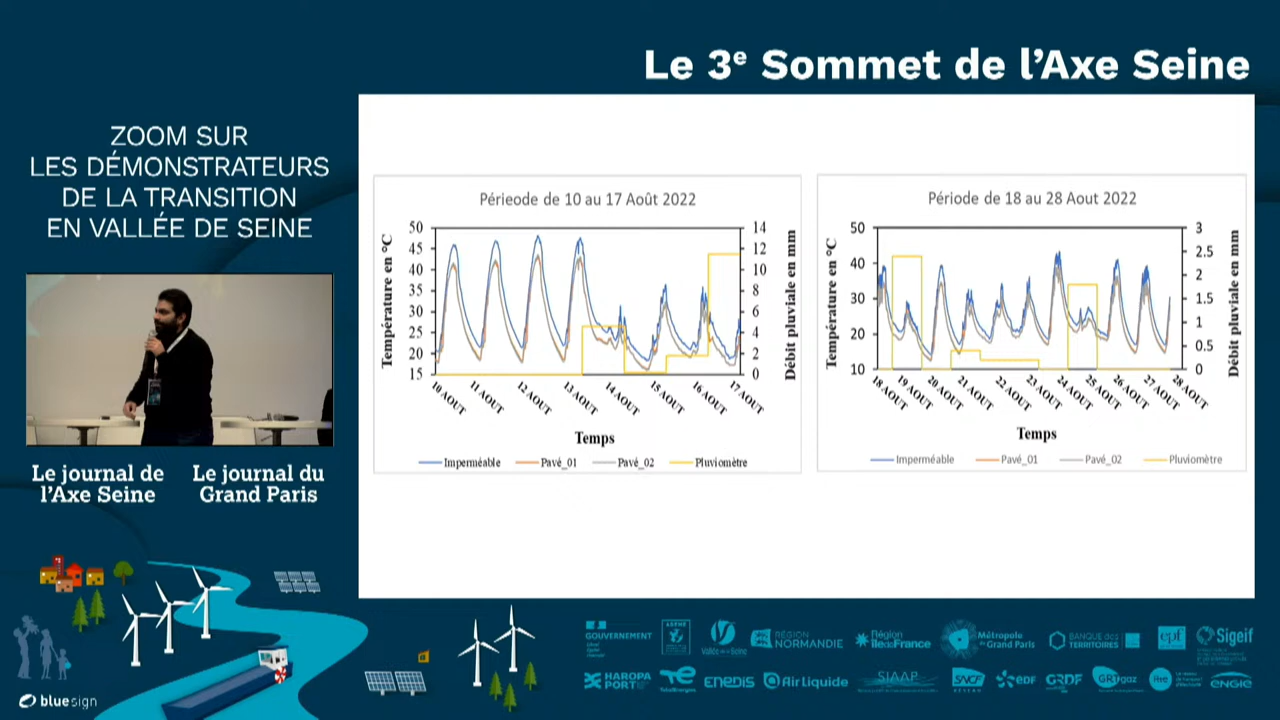 Le 3e Sommet de l'Axe Seine
ZOOM SUR
LES DÉMONSTRATEURS
DE LA TRANSITION
EN VALLÉE DE SEINE
Le journal de
l'Axe Seine
Le journal du
Grand Paris
Périeode de 10 au 17 Août 2022
Température en °C
50
45
40
35
30
25
20
15
14
12
10
8
6
4
2
0
Débit pluviale en mm
10 AOUT
11 AOUT
12 AOUT
13 AOUT
14 AOUT
15 AOUT
16 AOUT
17 AOUT
Temps
Imperméable Pavé_01 Pavé_02 Pluviomètre
Période de 18 au 28 Aout 2022
Température en °C
50
40
30
20
10
3
2.5
2
1.5
1
0.5
0
Débit pluviale en mm
18 AOUT
19 AOUT
20 AOUT
21 AOUT
22 AOUT
23 AOUT
24 AOUT
25 AOUT
26 AOUT
27 AOUT
28 AOUT
Temps
Imperméable Pavé_01 Pavé_02 Pluviomètre
GOUVERNEMENT
Vallée de la Seine
RÉGION
NORMANDIE
Région
îledeFrance
Métropole
du Grand Paris
BANQUE des
TERRITOIRES
epf
Sigeif
HAROPA
PORT
TotalEnergies
ENEDIS
Air Liquide
SIAAP
SNCF
RÉSEAU
eDF
GRDF
GRTgaz
rte
ENGIE
bluesign